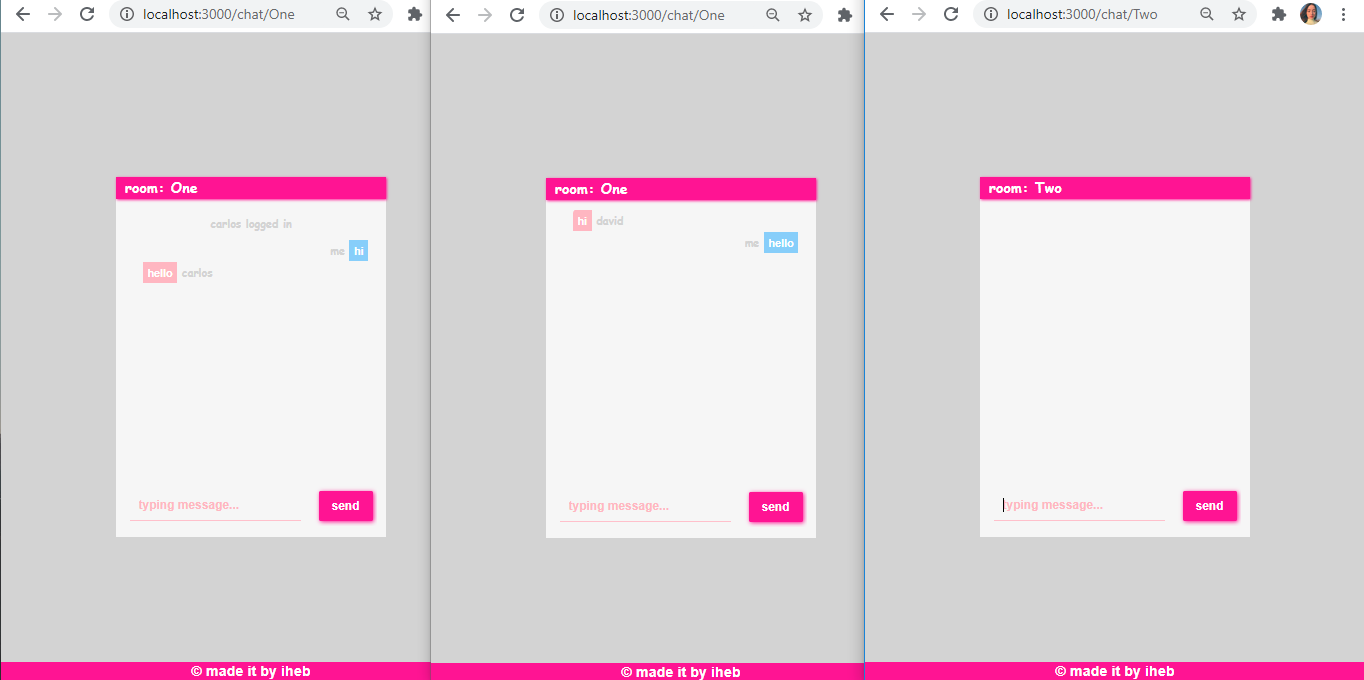 localhost:3000/chat/One
room: One
carlos logged in
me hi
hello carlos
typing message...
send
© made it by iheb
localhost:3000/chat/One
room: One
hi david
me hello
typing message...
send
© made it by iheb
localhost:3000/chat/Two
room: Two
typing message...
send
© made it by iheb